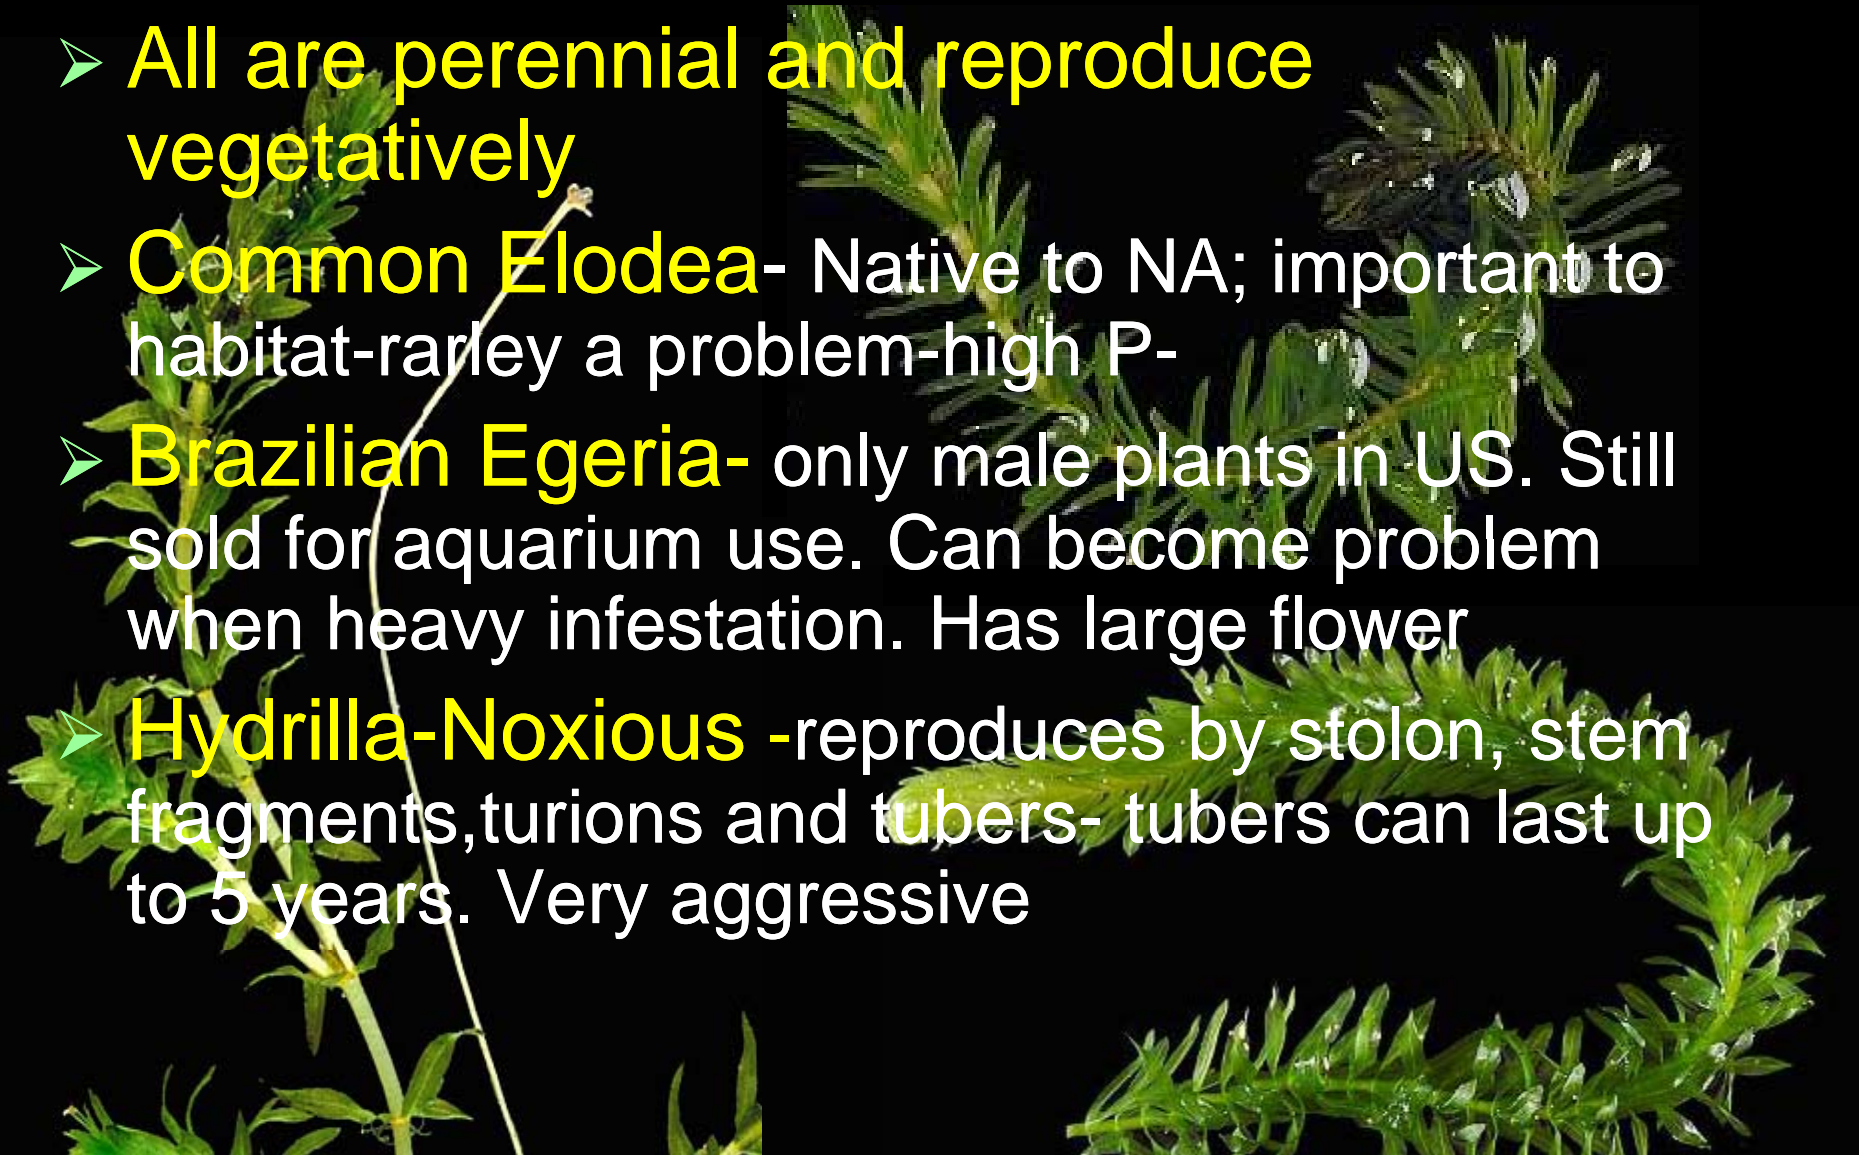 ➢ All are perennial and reproduce
vegetatively
➢ Common Elodea- Native to NA; important to
habitat-rarley a problem-high P-
➢ Brazilian Egeria- only male plants in US. Still
sold for aquarium use. Can become problem
when heavy infestation. Has large flower
➢ Hydrilla-Noxious -reproduces by stolon, stem
fragments,turions and tubers- tubers can last up
to 5 years. Very aggressive